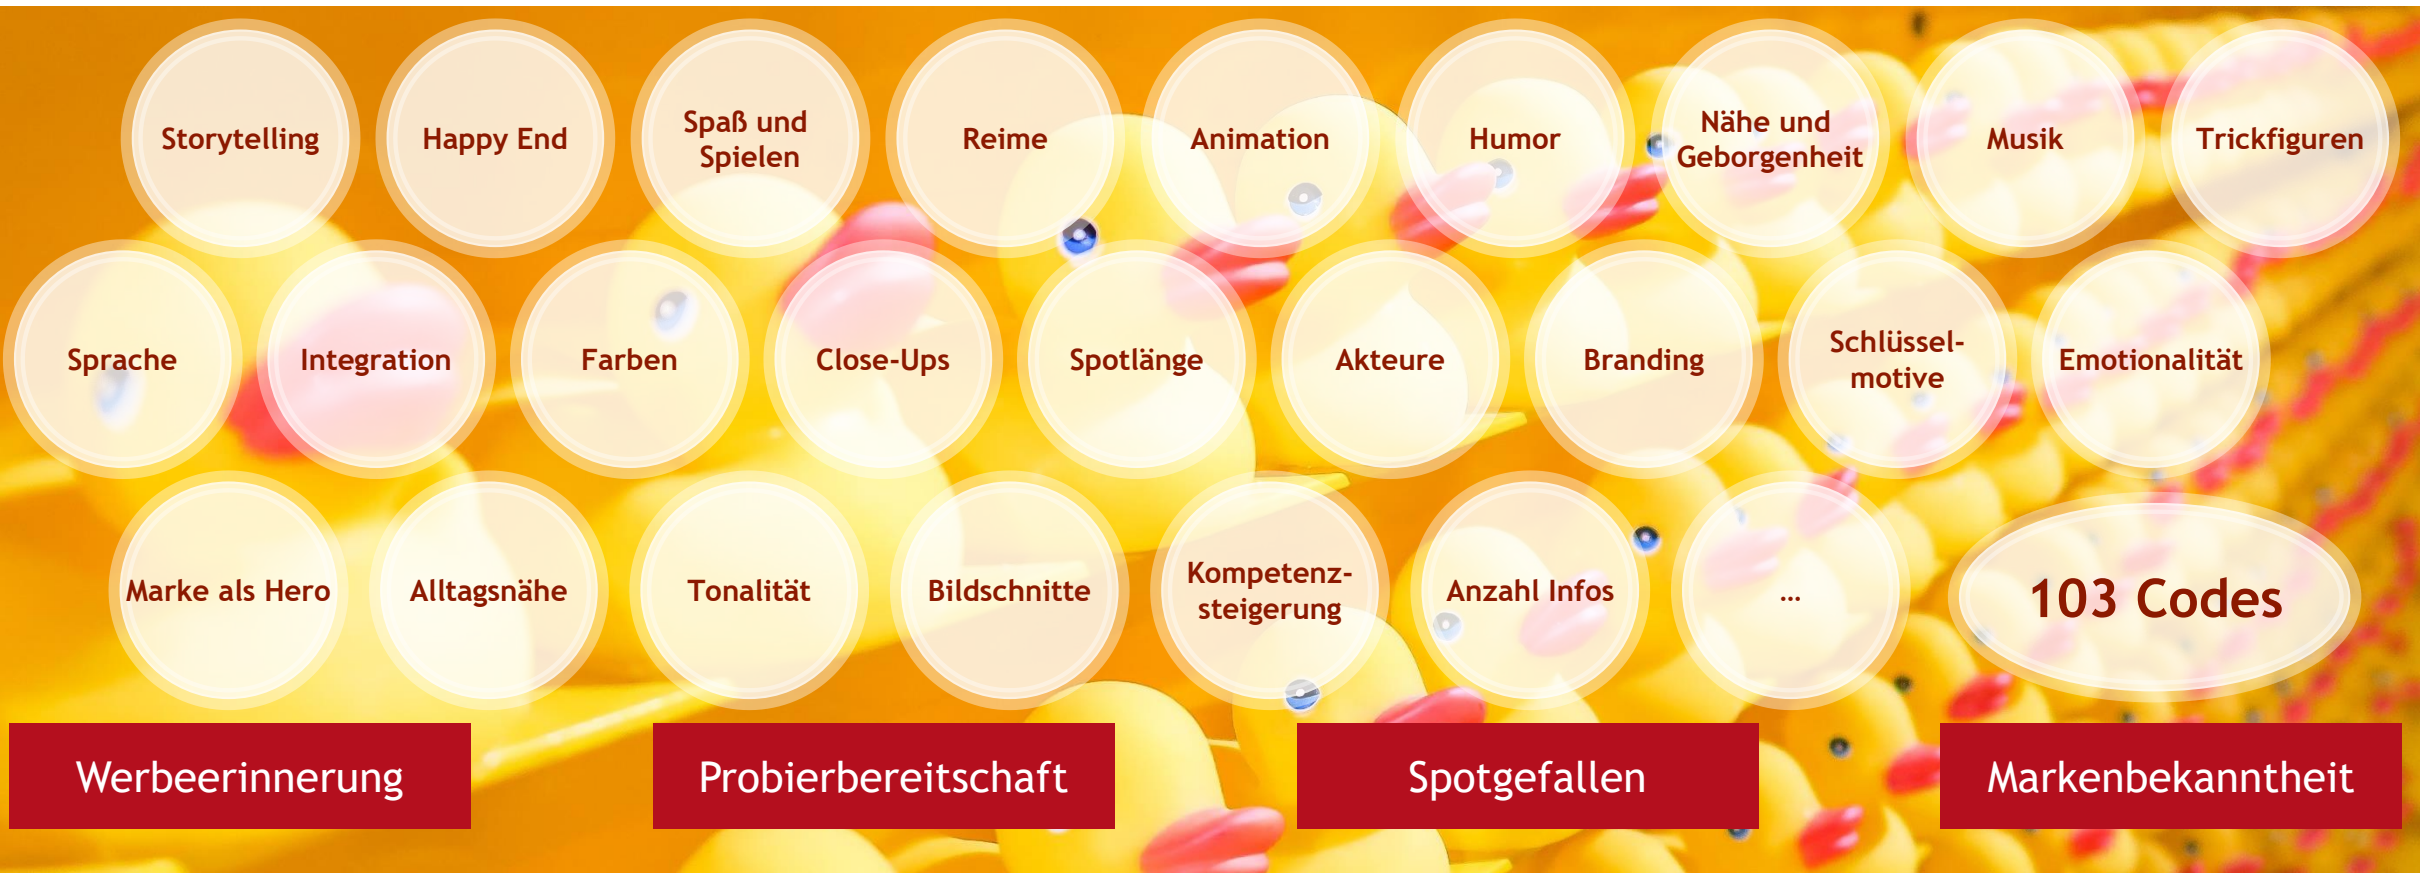 Storytelling
Happy End
Spaß und
Spielen
Reime
Animation
Humor
Nähe und
Geborgenheit
Musik
Trickfiguren
Sprache
Integration
Farben
Close-Ups
Spotlänge
Akteure
Branding
Schlüssel-
motive
Emotionalität
Marke als Hero
Alltagsnähe
Tonalität
Bildschnitte
Kompetenz-
steigerung
Anzahl Infos
...
103 Codes
Werbeerinnerung
Probierbereitschaft
Spotgefallen
Markenbekanntheit